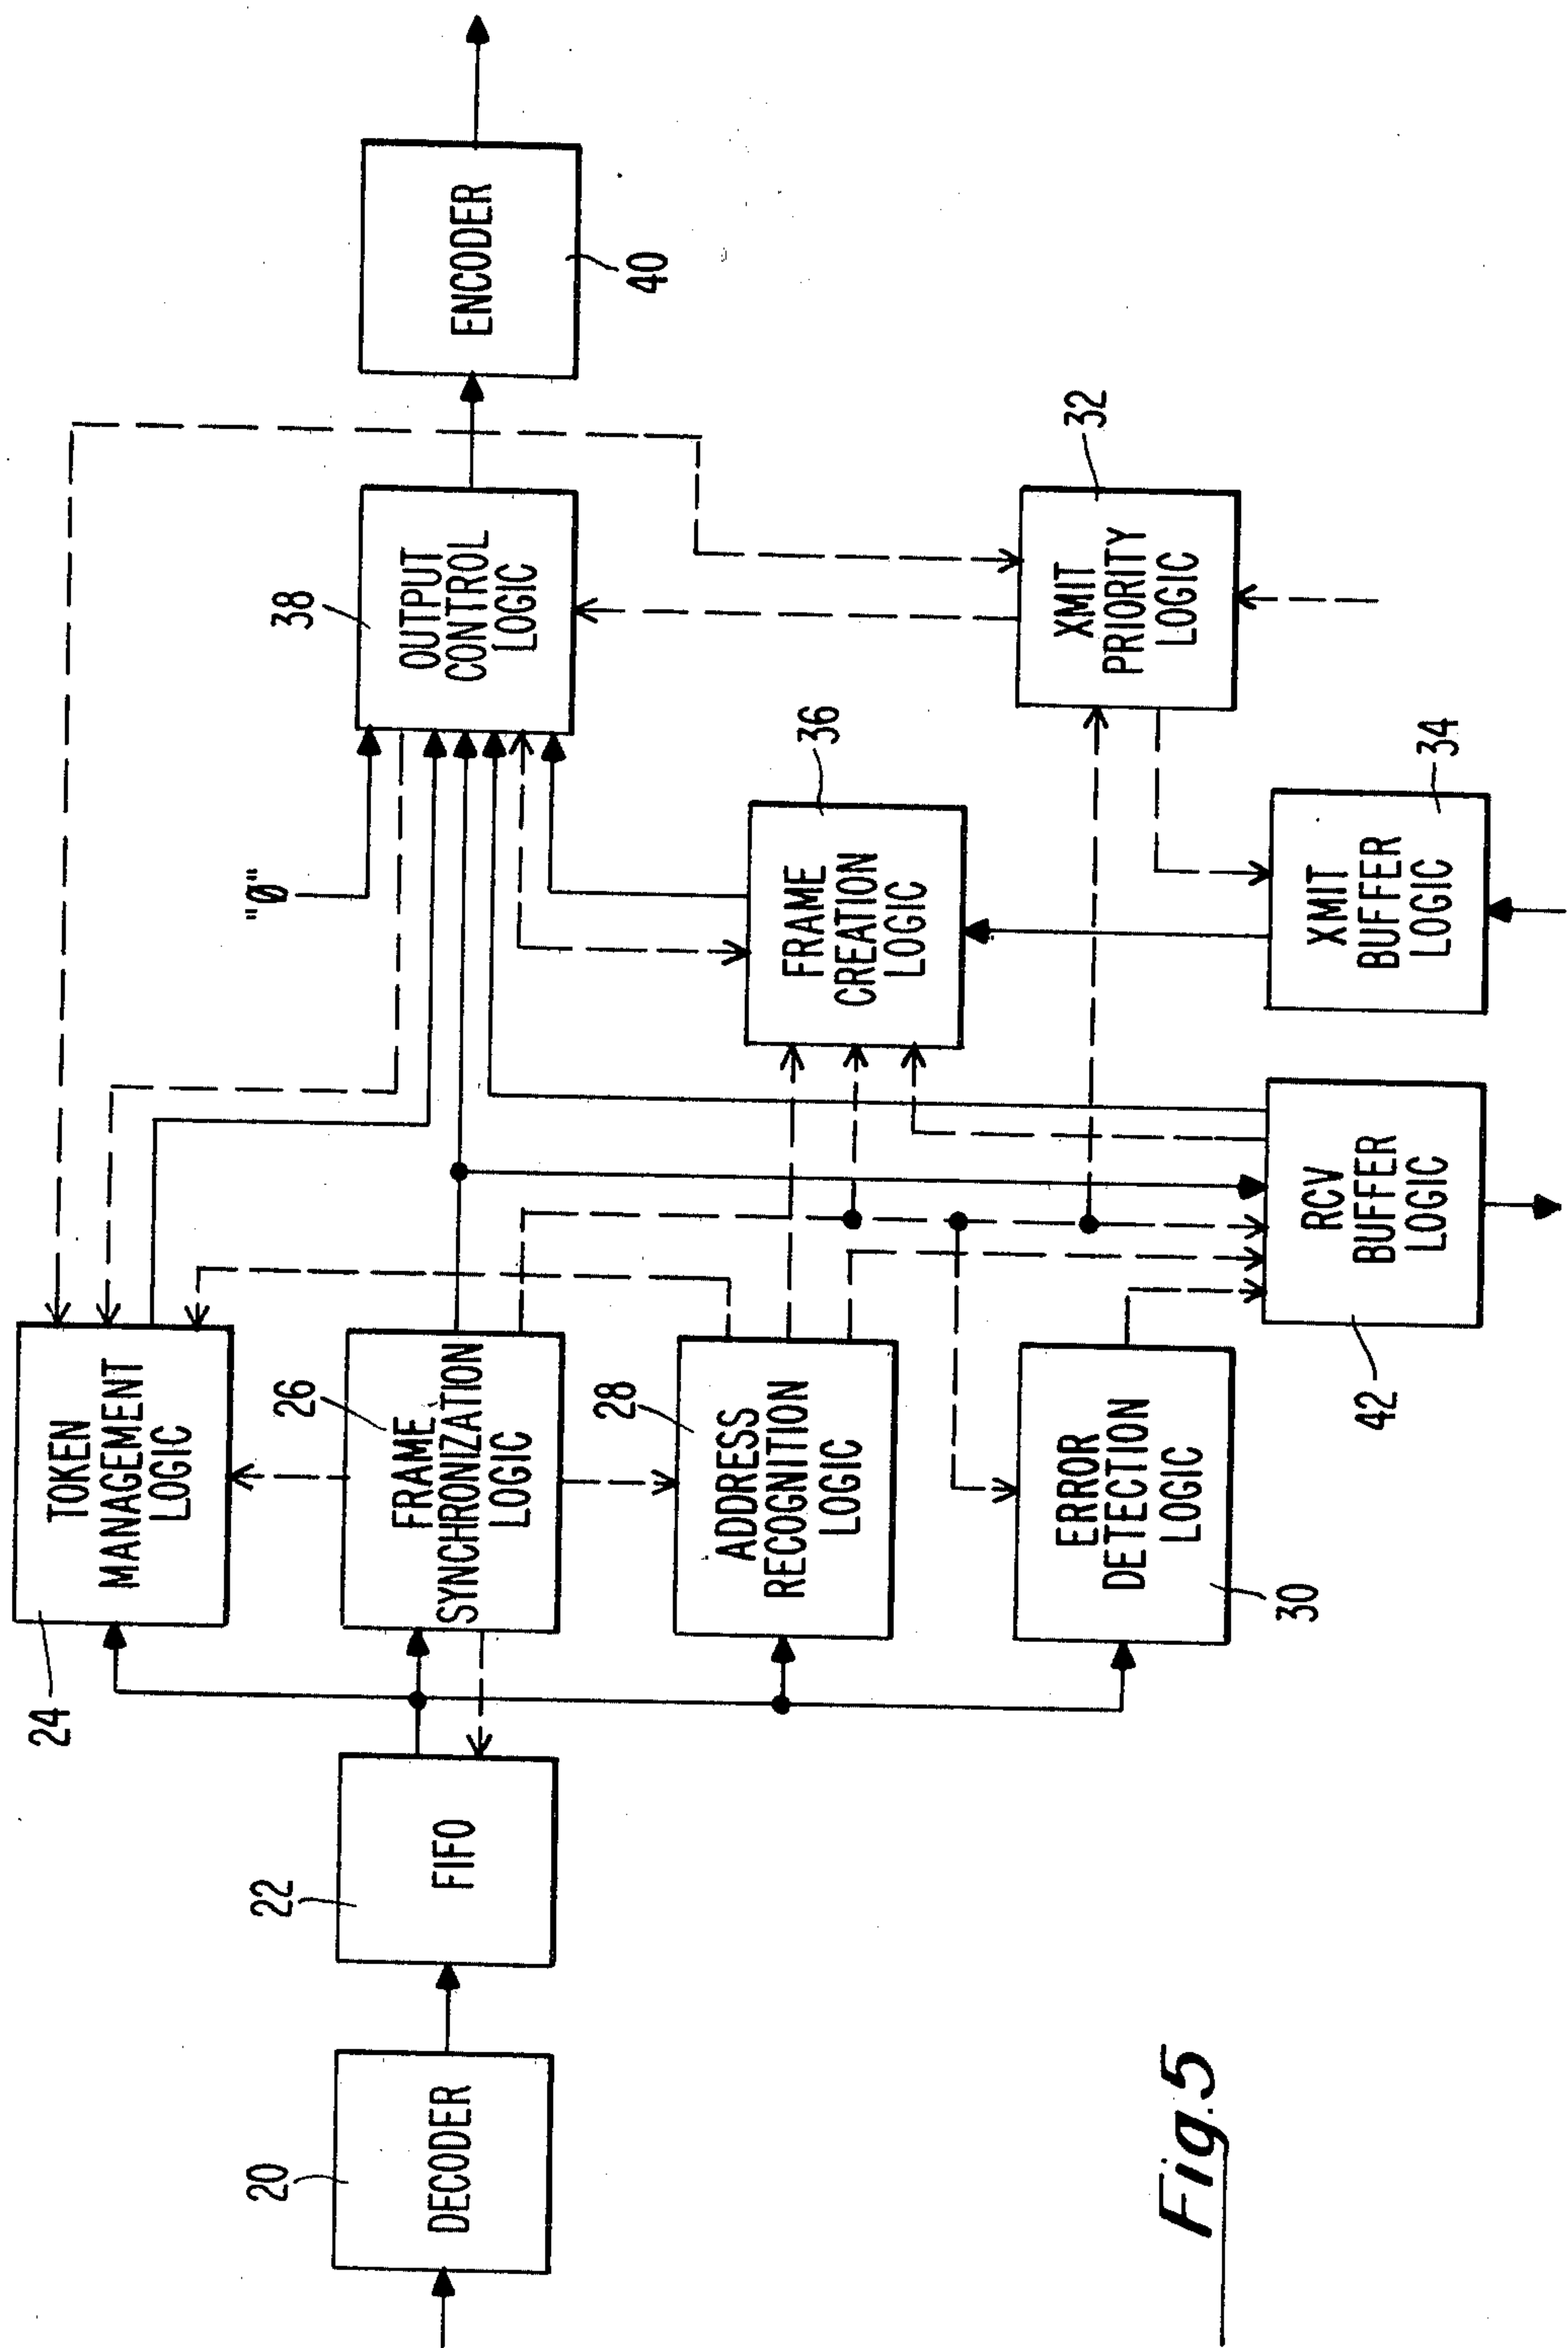 20
DECODER
22
FIFO
24
TOKEN
MANAGEMENT
LOGIC
26
FRAME
SYNCHRONIZATION
LOGIC
28
ADDRESS
RECOGNITION
LOGIC
30
ERROR
DETECTION
LOGIC
42
RCV
BUFFER
LOGIC
"Ø"
36
FRAME
CREATION
LOGIC
34
XMIT
BUFFER
LOGIC
38
OUTPUT
CONTROL
LOGIC
32
XMIT
PRIORITY
LOGIC
ENCODER
40
Fig. 5